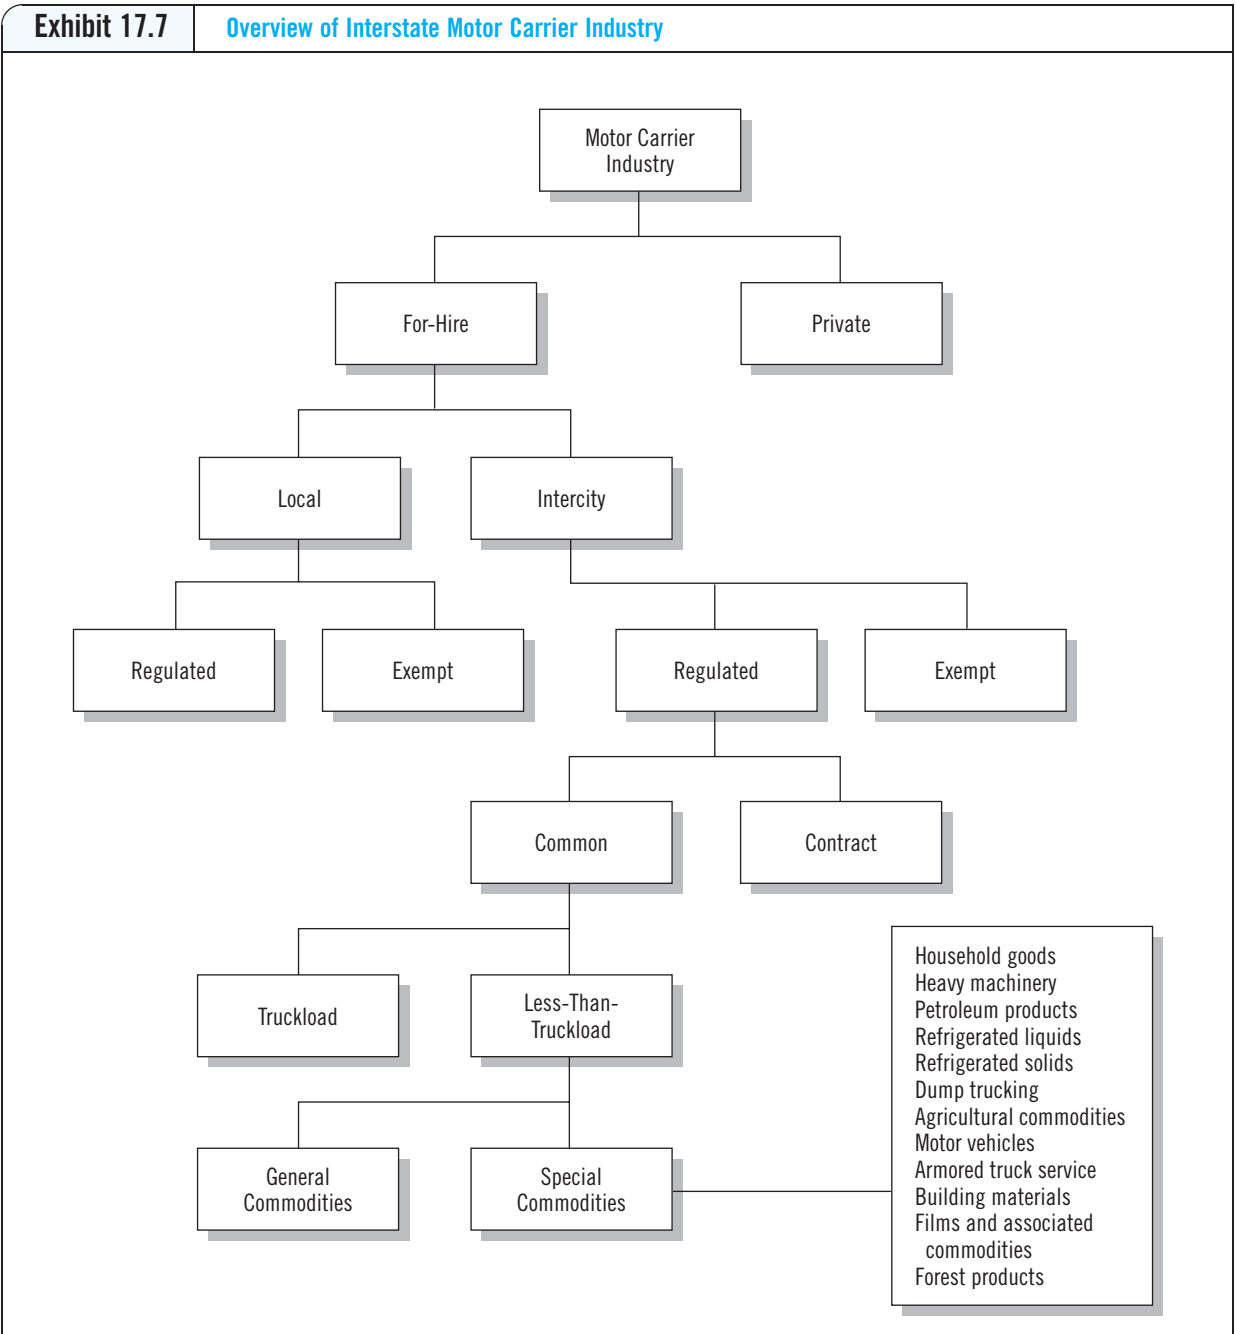 Exhibit 17.7
Overview of Interstate Motor Carrier Industry
Motor Carrier
Industry
For-Hire
Private
Local
Intercity
Regulated
Exempt
Regulated
Exempt
Common
Contract
Truckload
Less-Than-
Truckload
General
Commodities
Special
Commodities
Household goods
Heavy machinery
Petroleum products
Refrigerated liquids
Refrigerated solids
Dump trucking
Agricultural commodities
Motor vehicles
Armored truck service
Building materials
Films and associated
commodities
Forest products